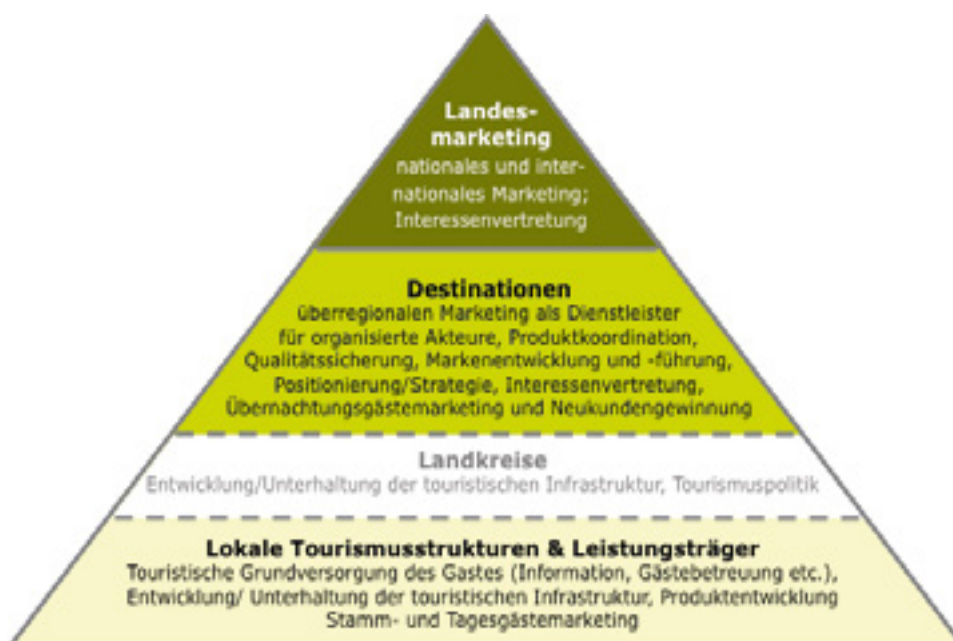 Landes-
marketing
nationales und inter-
nationales Marketing;
Interessenvertretung
Destinationen
überregionalen Marketing als Dienstleister
für organisierte Akteure, Produktkoordination,
Qualitätssicherung, Markenentwicklung und -führung,
Positionierung/Strategie, Interessenvertretung,
Übernachtungsgästemarketing und Neukundengewinnung
Landkreise
Entwicklung/Unterhaltung der touristischen Infrastruktur, Tourismuspolitik
Lokale Tourismusstrukturen & Leistungsträger
Touristische Grundversorgung des Gastes (Information, Gästebetreuung etc.),
Entwicklung/ Unterhaltung der touristischen Infrastruktur, Produktentwicklung
Stamm- und Tagesgästemarketing